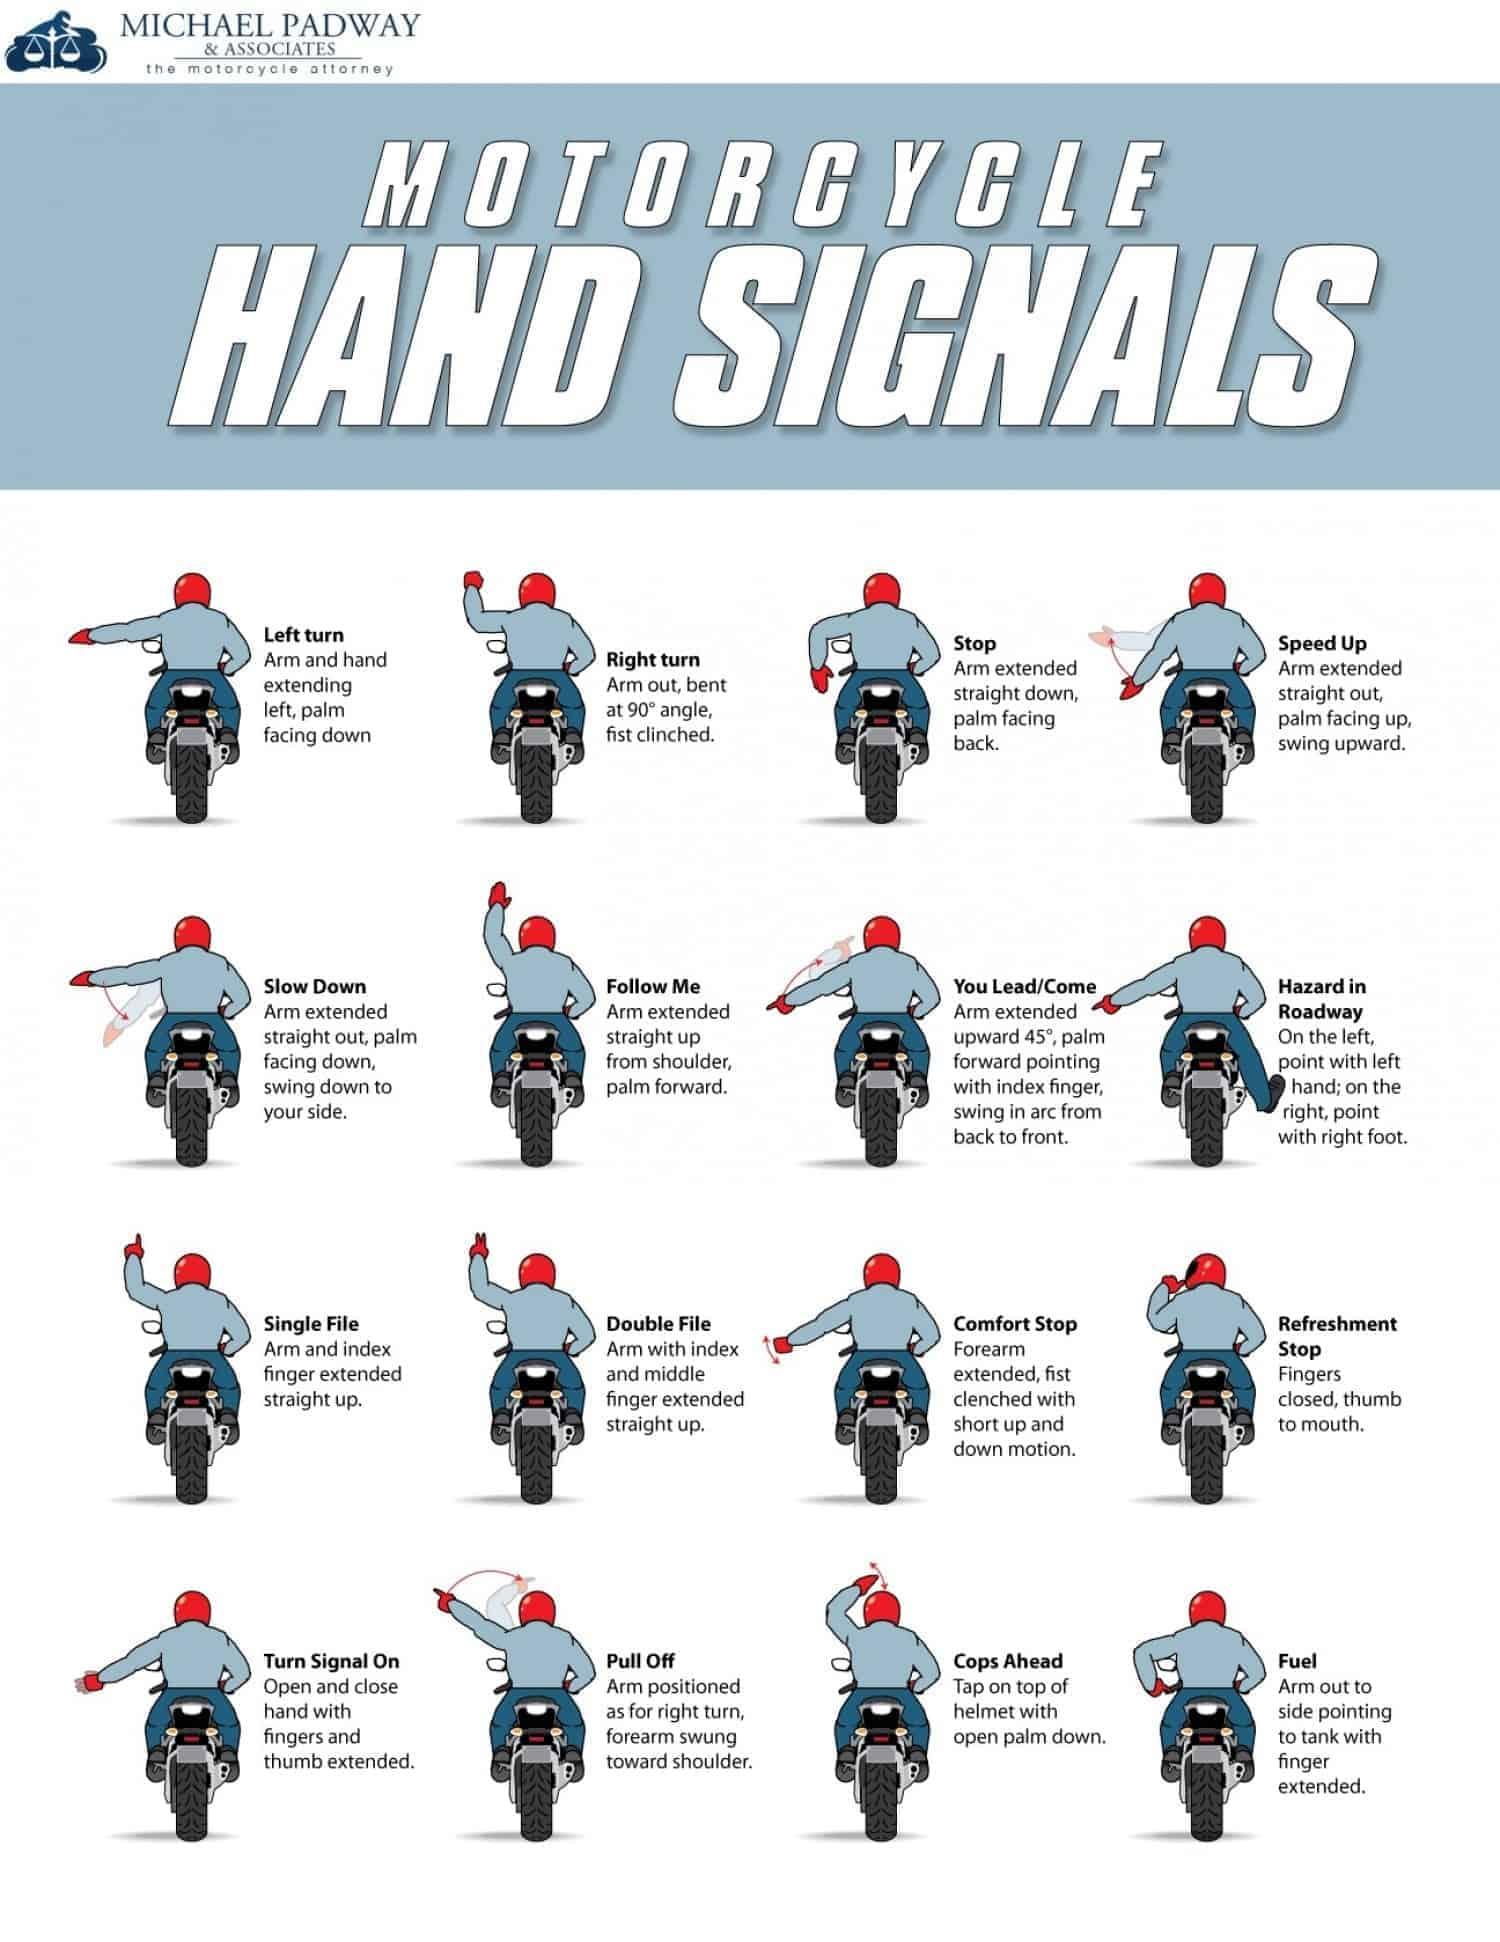 MICHAEL PADWAY
& ASSOCIATES
the motorcycle attorney
MOTORCYCLE
HAND SIGNALS
Left turn
Arm and hand
extending
left, palm
facing down
Right turn
Arm out, bent
at 90° angle,
fist clinched.
Stop
Arm extended
straight down,
palm facing
back.
Speed Up
Arm extended
straight out,
palm facing up,
swing upward.
Slow Down
Arm extended
straight out, palm
facing down,
swing down to
your side.
Follow Me
Arm extended
straight up
from shoulder,
palm forward.
You Lead/Come
Arm extended
upward 45°, palm
forward pointing
with index finger,
swing in arc from
back to front.
Hazard in
Roadway
On the left,
point with left
hand; on the
right, point
with right foot.
Single File
Arm and index
finger extended
straight up.
Double File
Arm with index
and middle
finger extended
straight up.
Comfort Stop
Forearm
extended, fist
clenched with
short up and
down motion.
Refreshment
Stop
Fingers
closed, thumb
to mouth.
Turn Signal On
Open and close
hand with
fingers and
thumb extended.
Pull Off
Arm positioned
as for right turn,
forearm swung
toward shoulder.
Cops Ahead
Tap on top of
helmet with
open palm down.
Fuel
Arm out to
side pointing
to tank with
finger
extended.